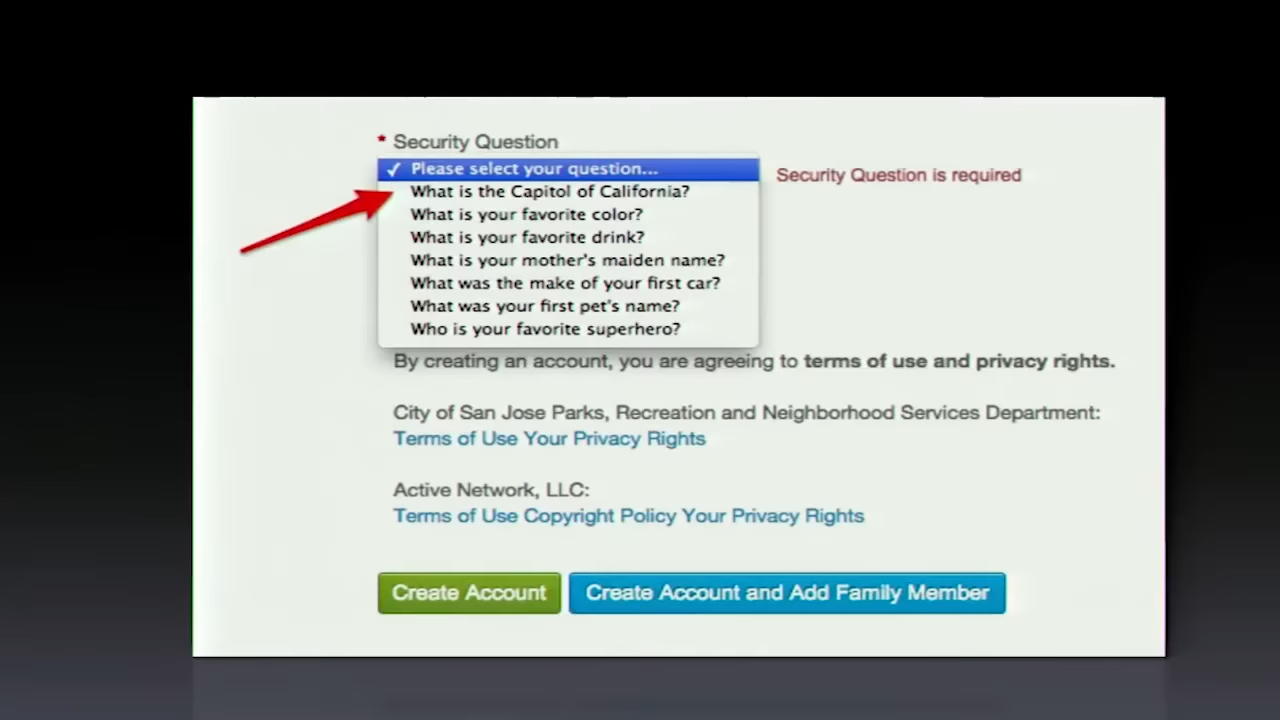 * Security Question
✓ Please select your question...
Security Question is required
What is the Capitol of California?
What is your favorite color?
What is your favorite drink?
What is your mother's maiden name?
What was the make of your first car?
What was your first pet's name?
Who is your favorite superhero?
By creating an account, you are agreeing to terms of use and privacy rights.
City of San Jose Parks, Recreation and Neighborhood Services Department:
Terms of Use Your Privacy Rights
Active Network, LLC:
Terms of Use Copyright Policy Your Privacy Rights
Create Account
Create Account and Add Family Member